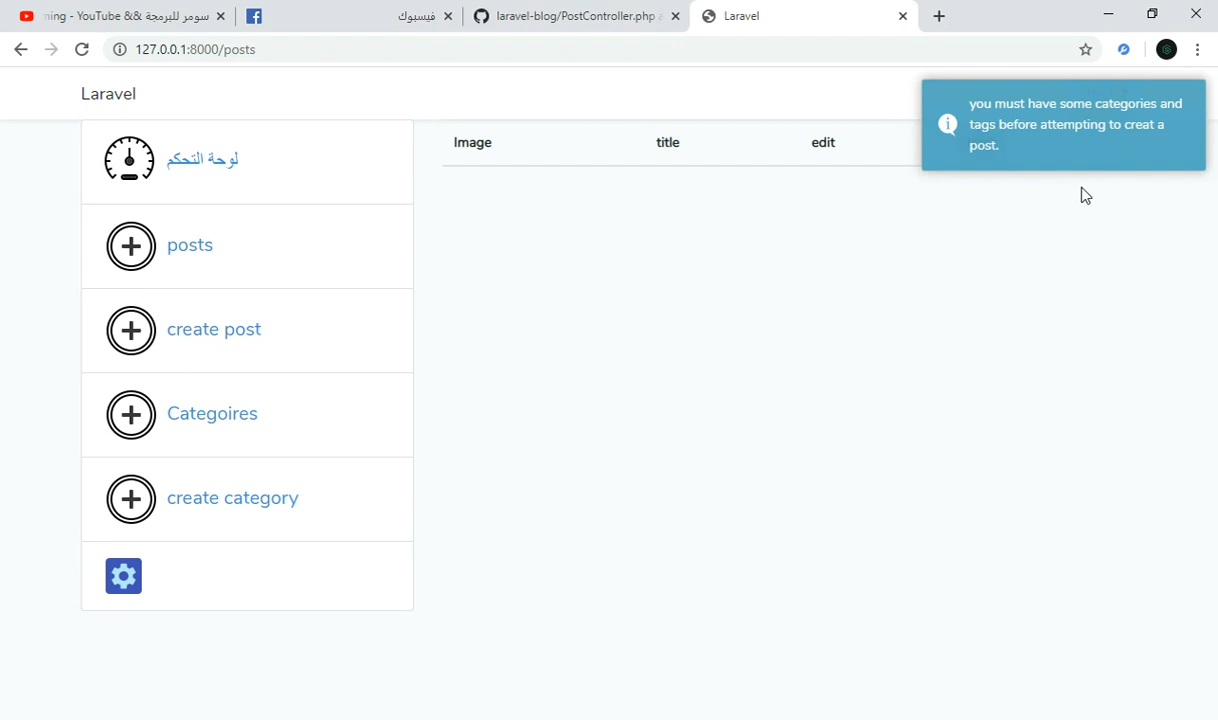 ning - YouTube && سومر للبرمجة
فيسبوك
laravel-blog/PostController.php a
Laravel
127.0.0.1:8000/posts
Laravel
you must have some categories and
tags before attempting to creat a
post.
لوحة التحكم
Image title edit
posts
create post
Categoires
create category